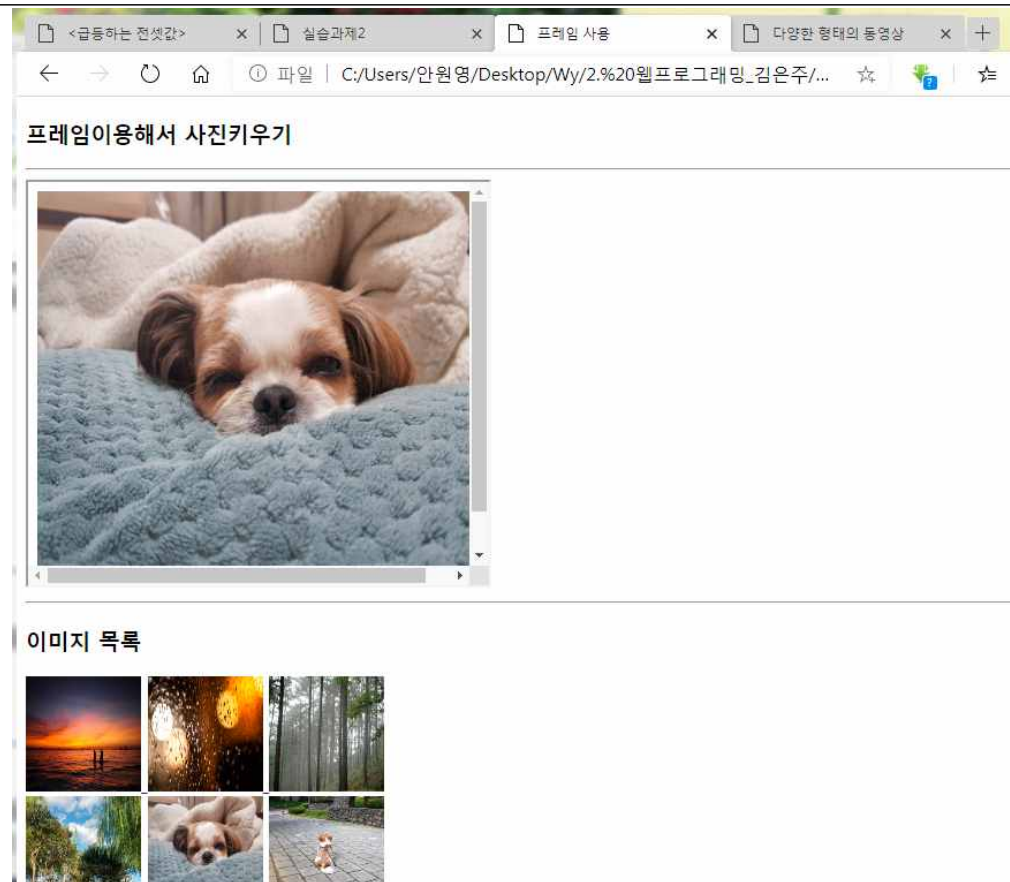 <급등하는 전셋값>
실습과제2
프레임 사용
다양한 형태의 동영상
파일 C:/Users/안원영/Desktop/Wy/2.%20웹프로그래밍_김은주/...
프레임이용해서 사진키우기
이미지 목록